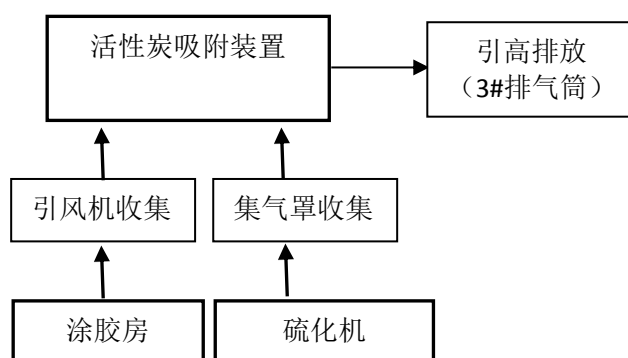 活性炭吸附装置
引高排放
（3#排气筒）
引风机收集
集气罩收集
涂胶房
硫化机